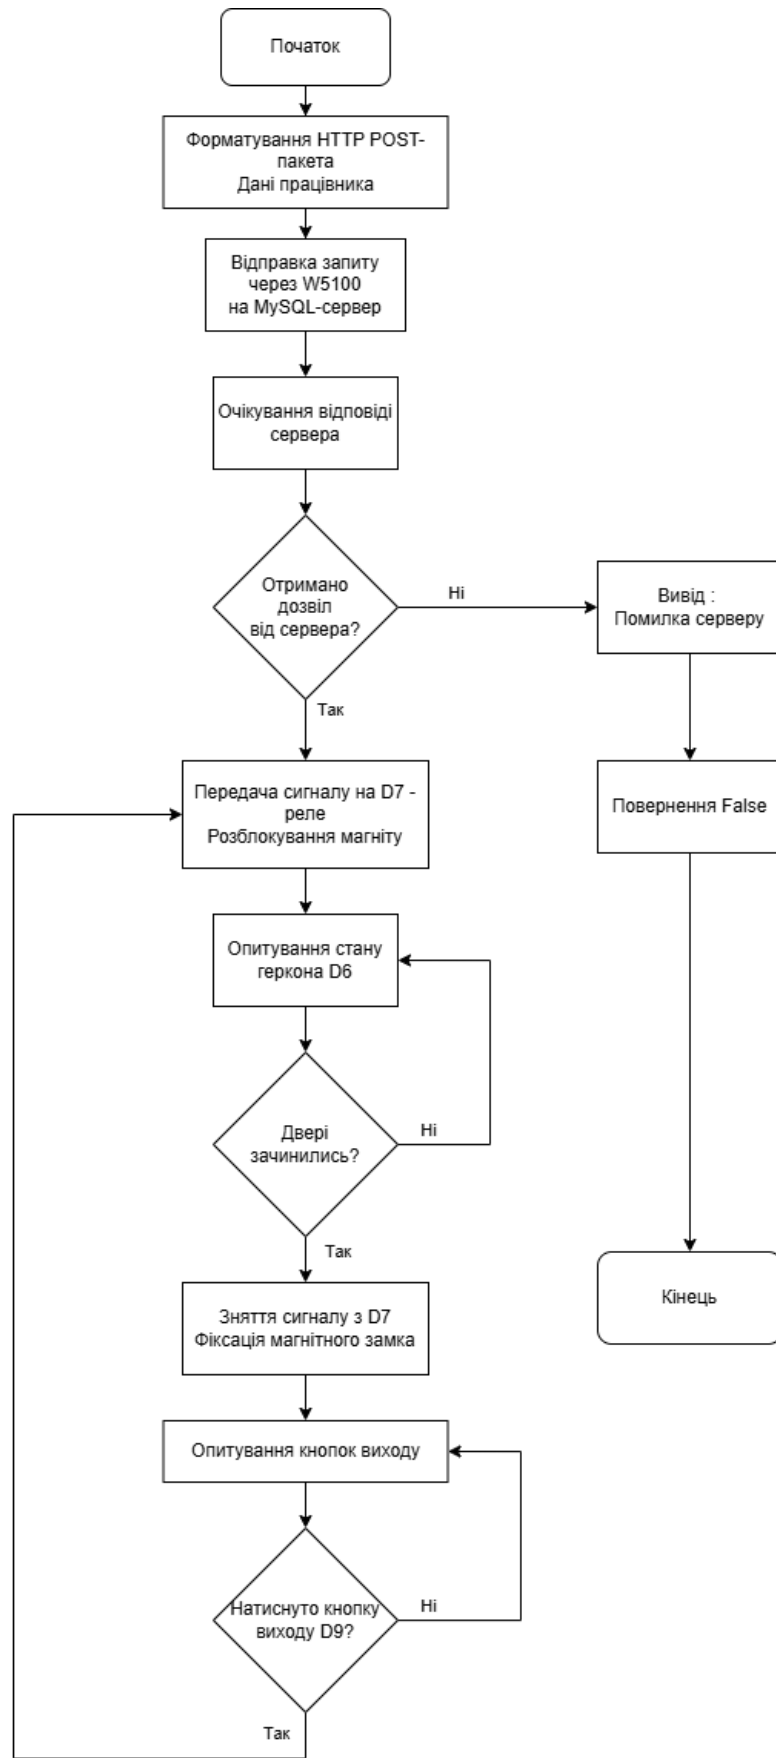 Початок
Форматування HTTP POST-
пакета
Дані працівника
Відправка запиту
через W5100
на MySQL-сервер
Очікування відповіді
сервера
Отримано
дозвіл
від сервера?
Ні
Вивід :
Помилка серверу
Так
Передача сигналу на D7 -
реле
Розблокування магніту
Повернення False
Опитування стану
геркона D6
Двері
зачинились?
Ні
Так
Зняття сигналу з D7
Фіксація магнітного замка
Кінець
Опитування кнопок виходу
Натиснуто кнопку
виходу D9?
Ні
Так